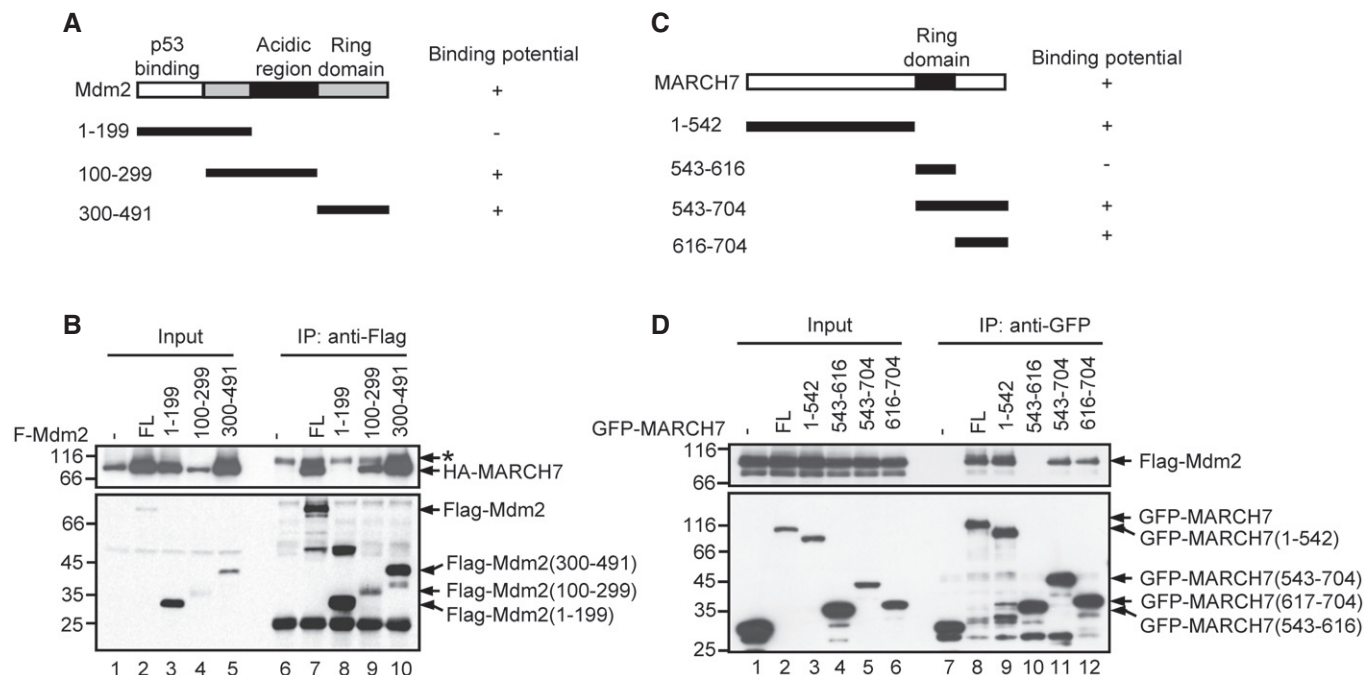 A
p53 binding
Acidic region
Ring domain
Binding potential
Mdm2
+
1-199
-
100-299
+
300-491
+
B
Input
IP: anti-Flag
F-Mdm2
-
FL
1-199
100-299
300-491
-
FL
1-199
100-299
300-491
116
66
*
HA-MARCH7
66
45
35
25
Flag-Mdm2
Flag-Mdm2(300-491)
Flag-Mdm2(100-299)
Flag-Mdm2(1-199)
1 2 3 4 5 6 7 8 9 10
C
Ring domain
Binding potential
MARCH7
+
1-542
+
543-616
-
543-704
+
616-704
+
D
Input
IP: anti-GFP
GFP-MARCH7
-
FL
1-542
543-616
543-704
616-704
-
FL
1-542
543-616
543-704
616-704
116
66
Flag-Mdm2
116
66
45
35
25
GFP-MARCH7
GFP-MARCH7(1-542)
GFP-MARCH7(543-704)
GFP-MARCH7(617-704)
GFP-MARCH7(543-616)
1 2 3 4 5 6 7 8 9 10 11 12